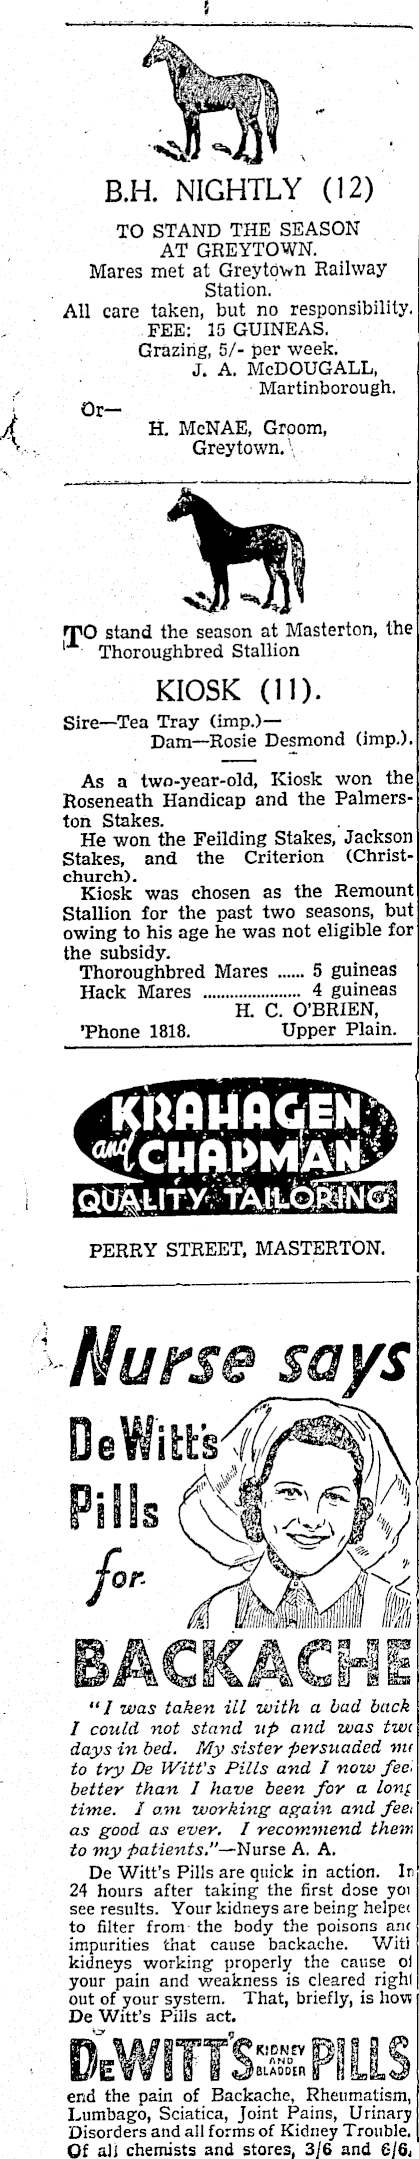 B.H. NIGHTLY (12)
TO STAND THE SEASON
AT GREYTOWN.
Mares met at Greytown Railway
Station.
All care taken, but no responsibility.
FEE: 15 GUINEAS.
Grazing, 5/- per week.
J. A. McDOUGALL,
Martinborough.
Or—
H. McNAE, Groom,
Greytown.
TO stand the season at Masterton, the
Thoroughbred Stallion
KIOSK (11).
Sire—Tea Tray (imp.)—
Dam—Rosie Desmond (imp.).
As a two-year-old, Kiosk won the
Roseneath Handicap and the Palmers-
ton Stakes.
He won the Feilding Stakes, Jackson
Stakes, and the Criterion (Christ-
church).
Kiosk was chosen as the Remount
Stallion for the past two seasons, but
owing to his age he was not eligible for
the subsidy.
Thoroughbred Mares ...... 5 guineas
Hack Mares ...................... 4 guineas
H. C. O'BRIEN,
'Phone 1818. Upper Plain.
KRAHAGEN
and CHAPMAN
QUALITY TAILORING
PERRY STREET, MASTERTON.
Nurse says
DeWitt's
Pills
for
BACKACHE
"I was taken ill with a bad back
I could not stand up and was tw
days in bed. My sister persuaded m
to try De Witt's Pills and I now fee
better than I have been for a long
time. I am working again and fee
as good as ever. I recommend them
to my patients."—Nurse A. A.
De Witt's Pills are quick in action. In
24 hours after taking the first dose you
see results. Your kidneys are being helpe
to filter from the body the poisons an
impurities that cause backache. Wit
kidneys working properly the cause of
your pain and weakness is cleared right
out of your system. That, briefly, is how
De Witt's Pills act.
DEWITT'S KIDNEY AND BLADDER PILLS
end the pain of Backache, Rheumatism,
Lumbago, Sciatica, Joint Pains, Urinary
Disorders and all forms of Kidney Trouble.
Of all chemists and stores, 3/6 and 6/6.